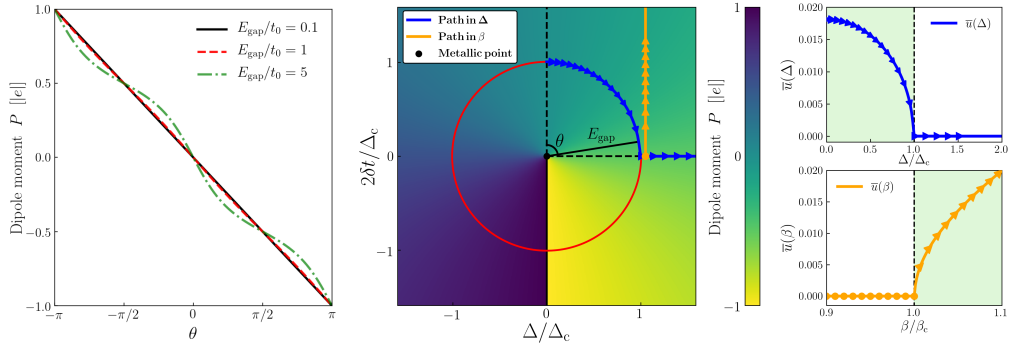 Dipole moment P [|e|]
1.0
0.5
0.0
−0.5
−1.0
−π
−π/2
0
π/2
π
θ
E_gap/t_0 = 0.1
E_gap/t_0 = 1
E_gap/t_0 = 5
2δt/Δ_c
1
0
−1
−1
0
1
Δ/Δ_c
Path in Δ
Path in β
Metallic point
θ
E_gap
Dipole moment P [|e|]
1
0
−1
u̅(Δ)
0.020
0.015
0.010
0.005
0.000
0.0
0.5
1.0
1.5
2.0
Δ/Δ_c
u̅(Δ)
u̅(β)
0.020
0.015
0.010
0.005
0.000
0.9
1.0
1.1
β/β_c
u̅(β)